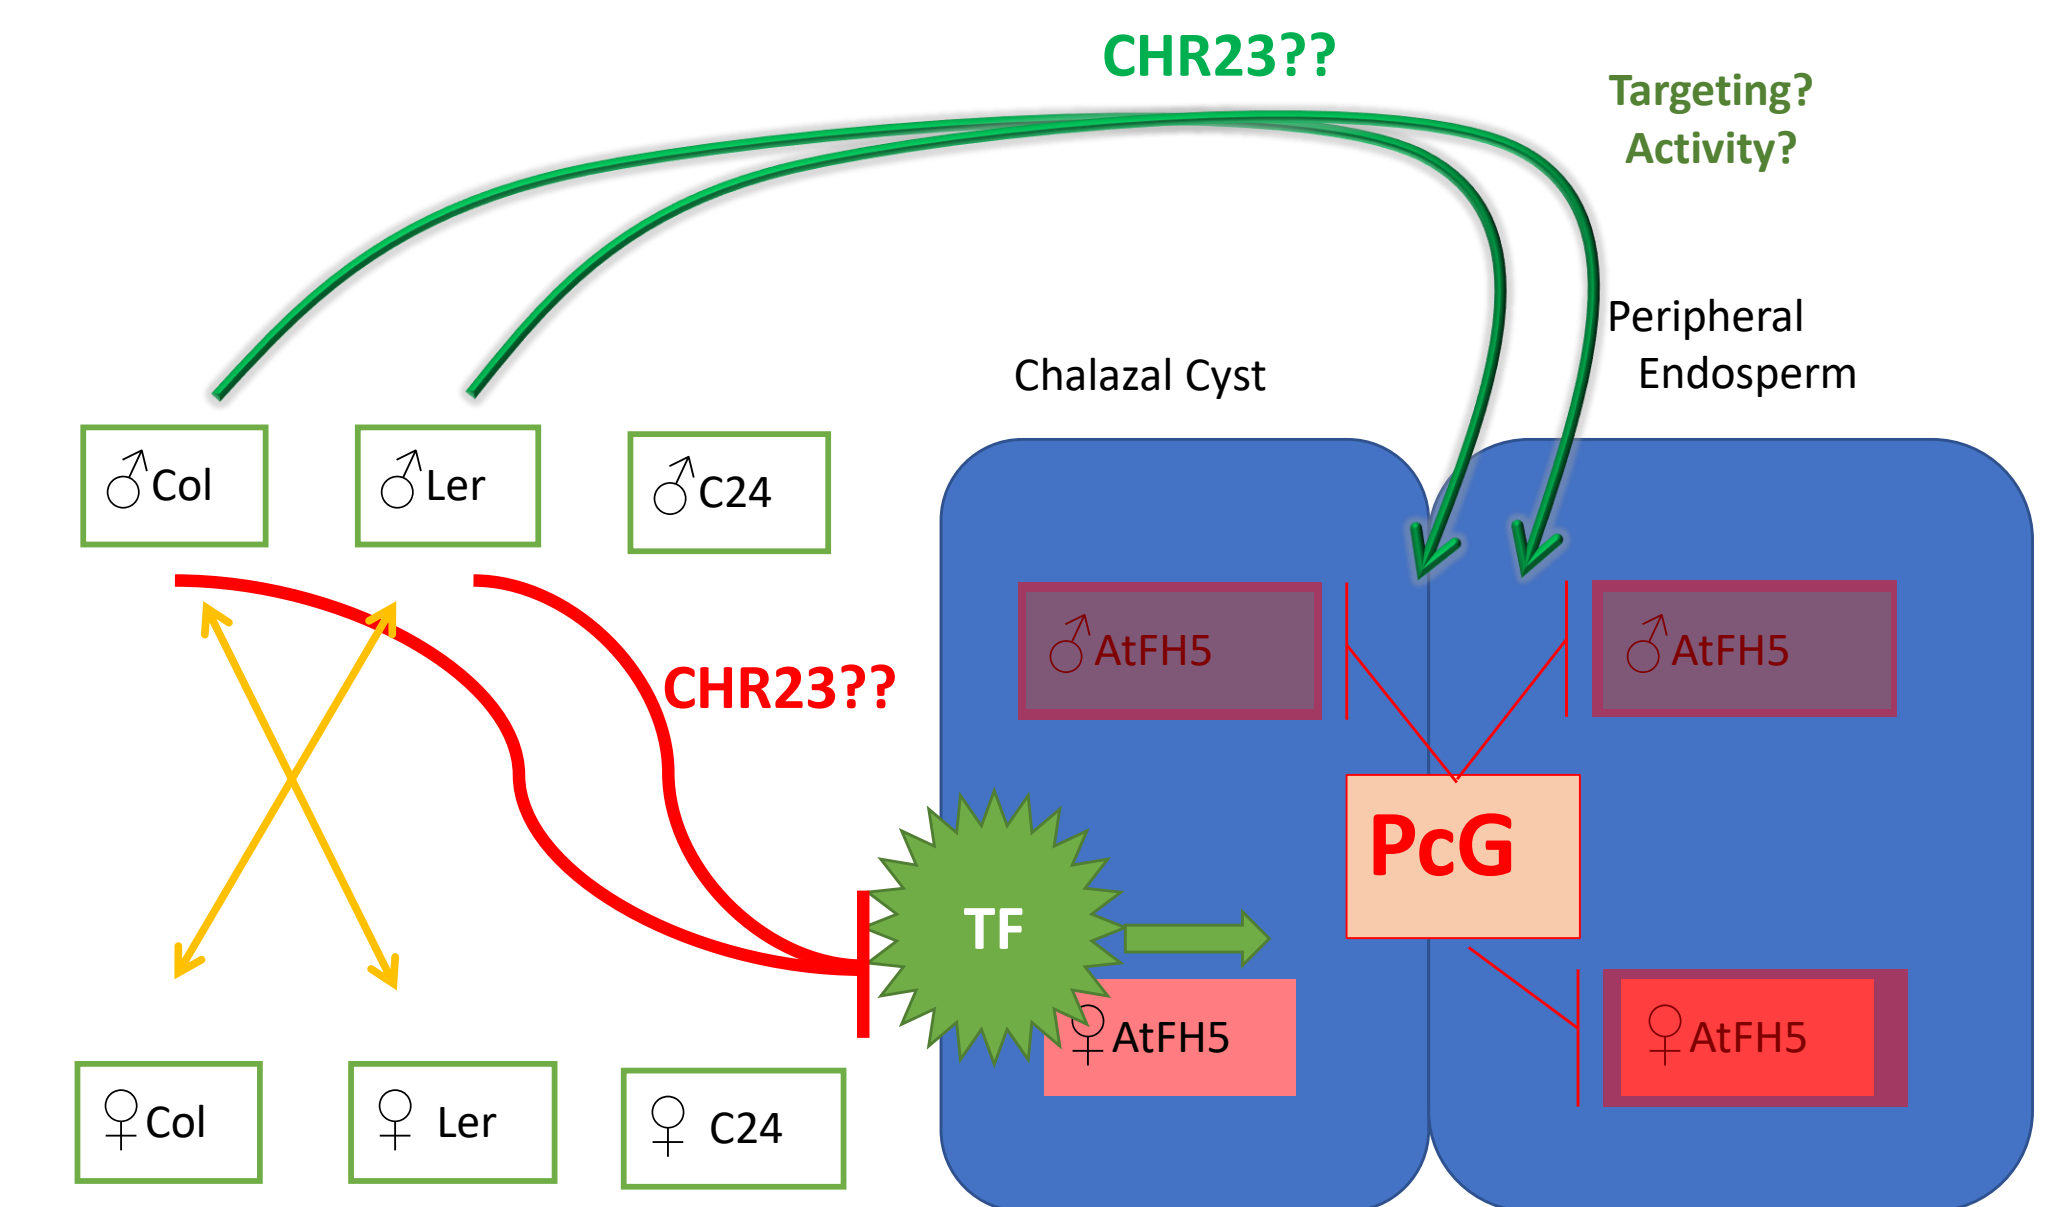 CHR23??
Targeting?
Activity?
Peripheral
Endosperm
Chalazal Cyst
♂Col
♂Ler
♂C24
♂AtFH5
♂AtFH5
CHR23??
PcG
TF
♀AtFH5
♀AtFH5
♀Col
♀ Ler
♀ C24